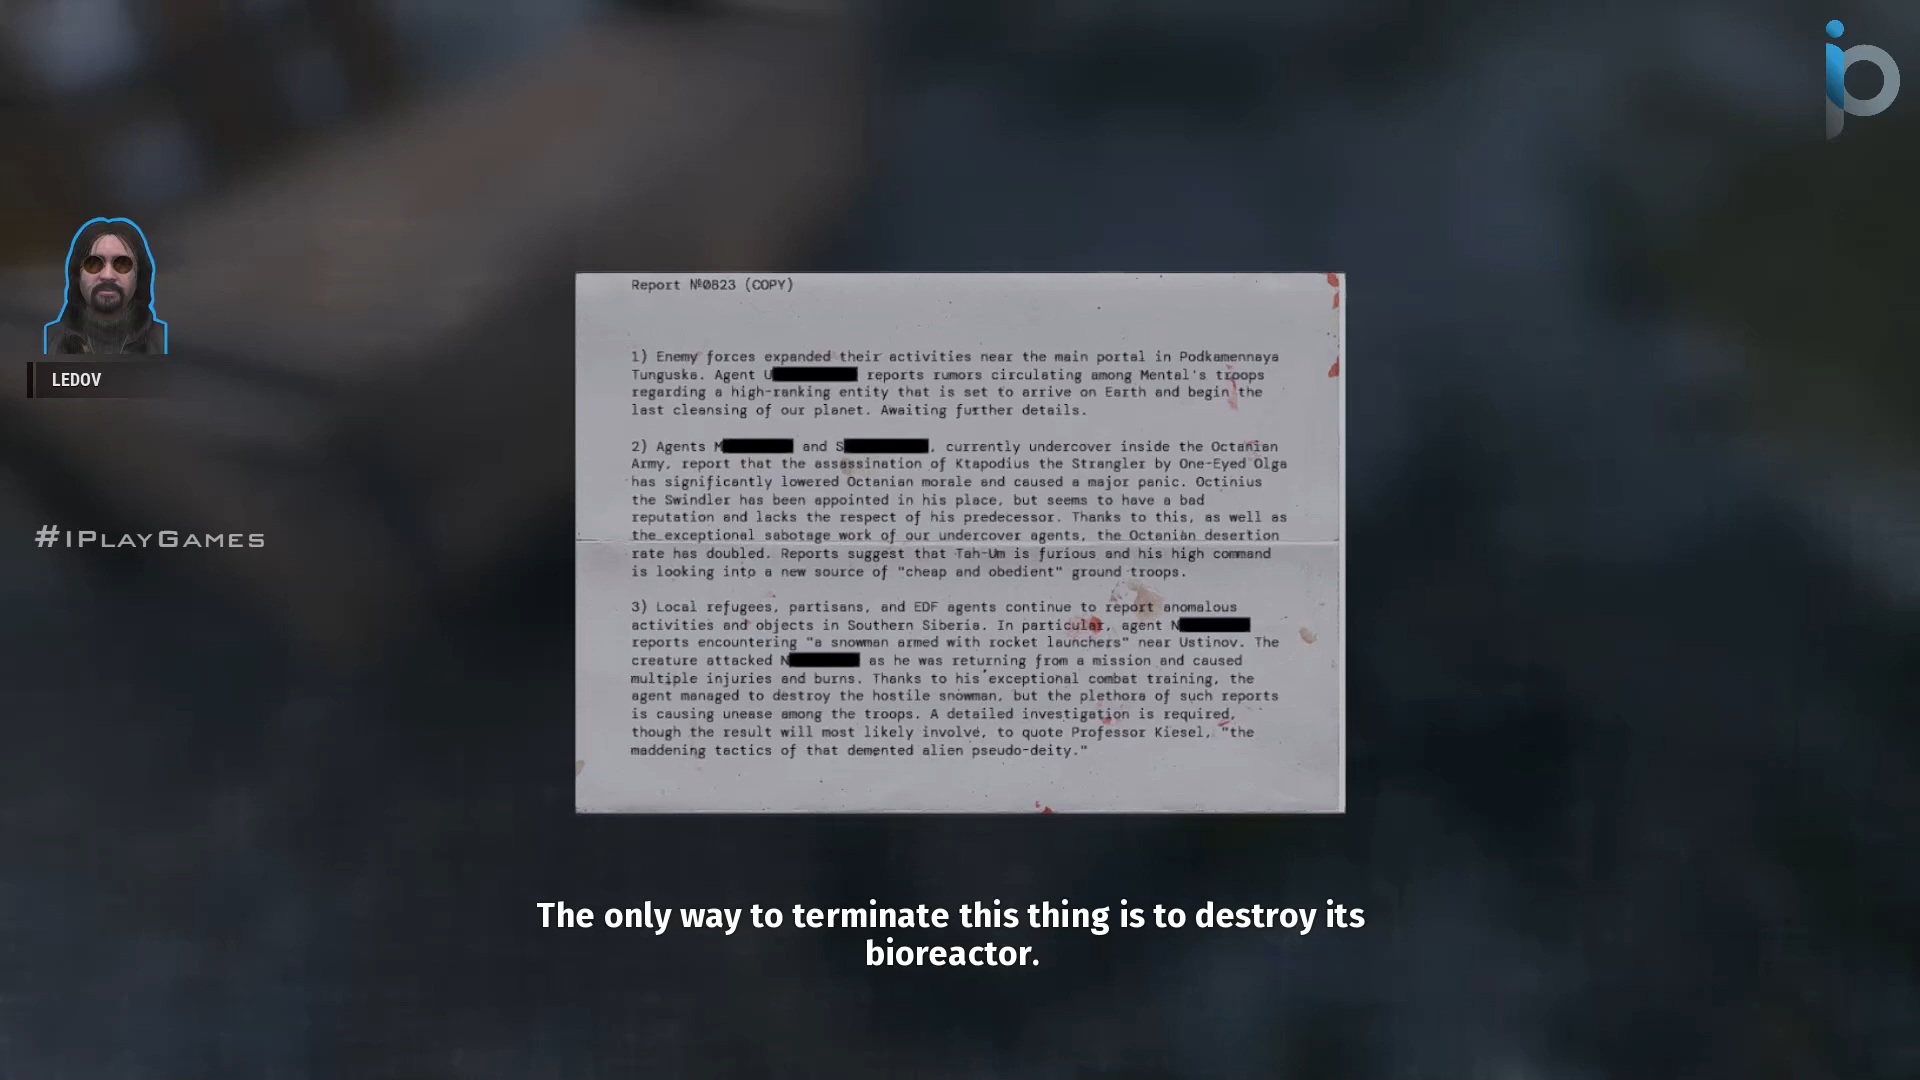 Report №0823 (COPY)
1) Enemy forces expanded their activities near the main portal in Podkamennaya
Tunguska. Agent U reports rumors circulating among Mental's troops
regarding a high-ranking entity that is set to arrive on Earth and begin the
last cleansing of our planet. Awaiting further details.
2) Agents M and S, currently undercover inside the Octanian
Army, report that the assassination of Ktapodius the Strangler by One-Eyed Olga
has significantly lowered Octanian morale and caused a major panic. Octinius
the Swindler has been appointed in his place, but seems to have a bad
reputation and lacks the respect of his predecessor. Thanks to this, as well as
the exceptional sabotage work of our undercover agents, the Octanian desertion
rate has doubled. Reports suggest that Tah-Um is furious and his high command
is looking into a new source of "cheap and obedient" ground troops.
3) Local refugees, partisans, and EDF agents continue to report anomalous
activities and objects in Southern Siberia. In particular, agent N
reports encountering "a snowman armed with rocket launchers" near Ustinov. The
creature attacked N as he was returning from a mission and caused
multiple injuries and burns. Thanks to his exceptional combat training, the
agent managed to destroy the hostile snowman, but the plethora of such reports
is causing unease among the troops. A detailed investigation is required,
though the result will most likely involve, to quote Professor Kiesel, "the
maddening tactics of that demented alien pseudo-deity."
LEDOV
#IPlayGames
The only way to terminate this thing is to destroy its
bioreactor.
ip